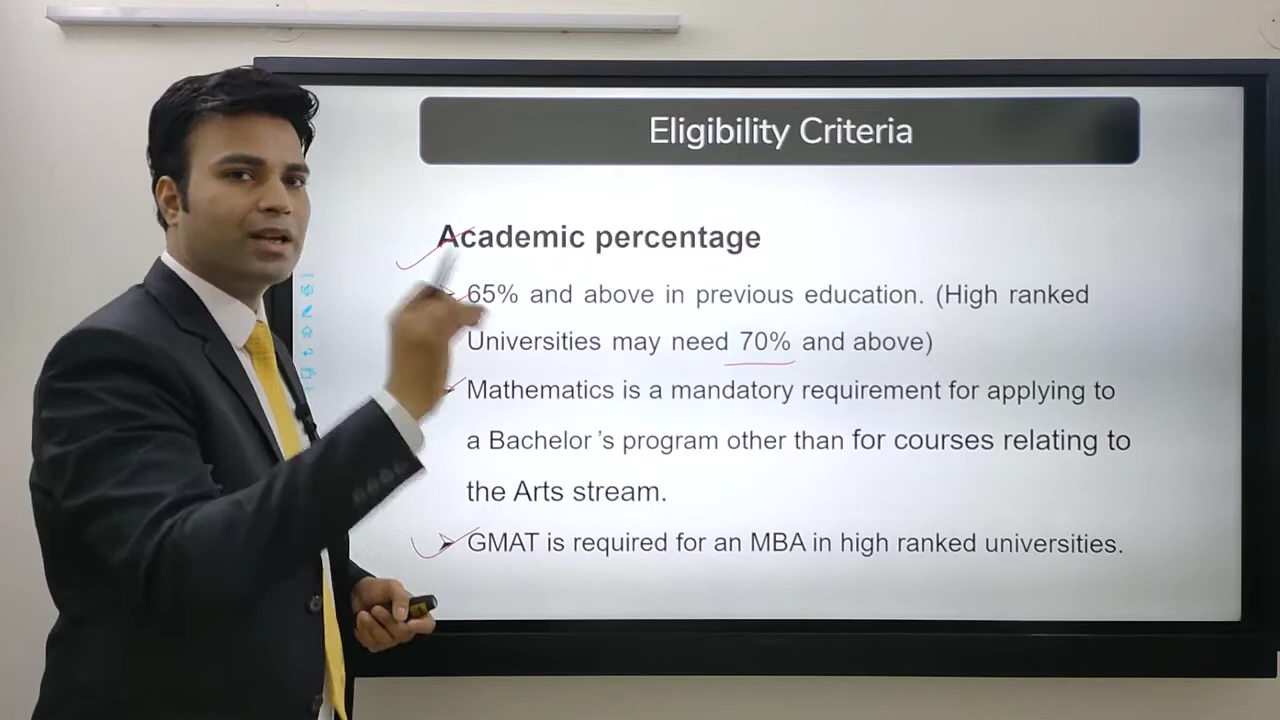 Eligibility Criteria
Academic percentage
65% and above in previous education. (High ranked
Universities may need 70% and above)
Mathematics is a mandatory requirement for applying to
a Bachelor ’s program other than for courses relating to
the Arts stream.
GMAT is required for an MBA in high ranked universities.